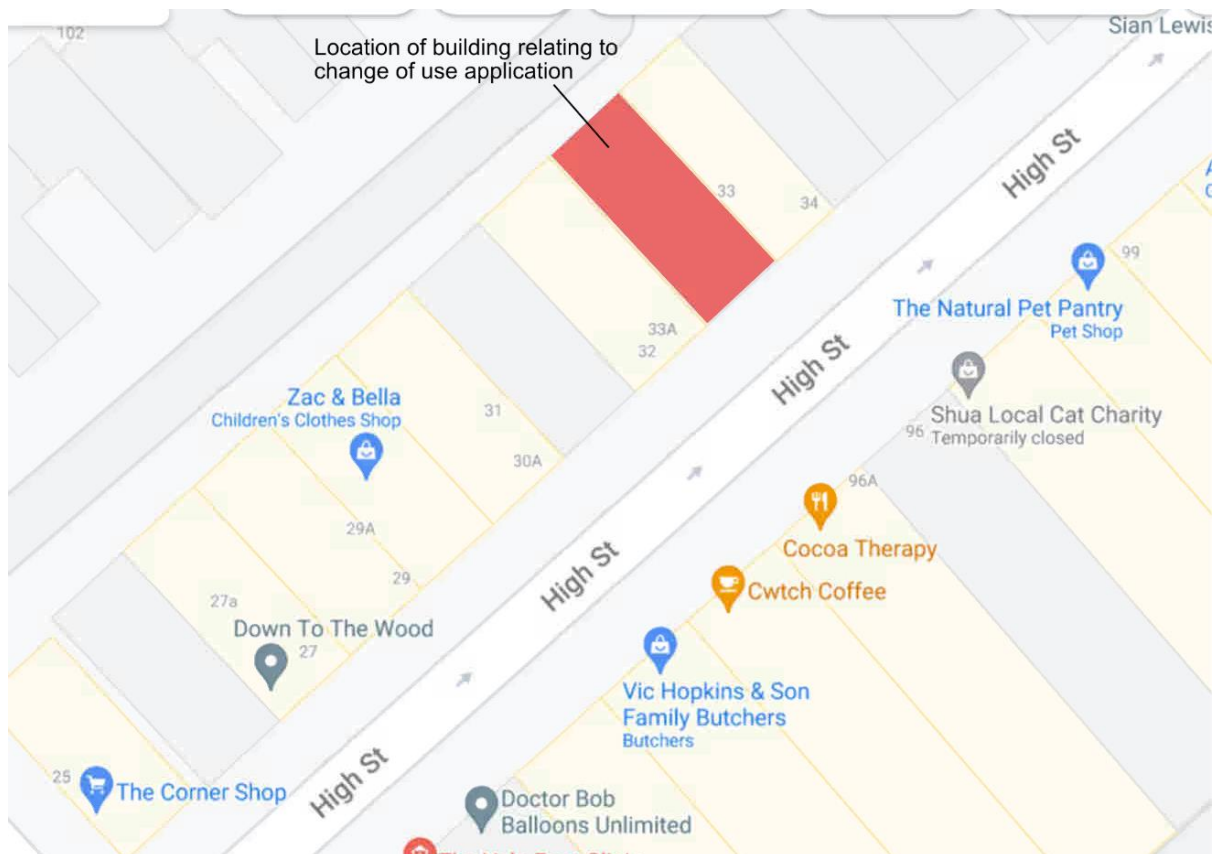 102
Location of building relating to
change of use application
Sian Lewis
High St
33
34
99
The Natural Pet Pantry
Pet Shop
33A
32
High St
Zac & Bella
Children's Clothes Shop
31
30A
Shua Local Cat Charity
96
Temporarily closed
96A
29A
Cocoa Therapy
High St
29
Cwtch Coffee
27a
Down To The Wood
27
Vic Hopkins & Son
Family Butchers
Butchers
High St
25
The Corner Shop
Doctor Bob
Balloons Unlimited